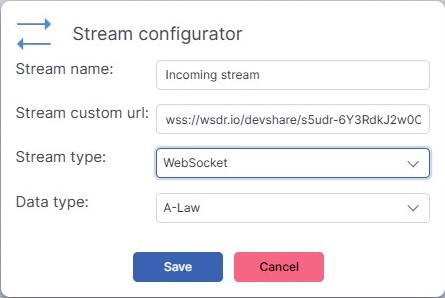 Stream configurator
Stream name: Incoming stream
Stream custom url: wss://wsdr.io/devshare/s5udr-6Y3RdkJ2w0C
Stream type: WebSocket
Data type: A-Law
Save Cancel